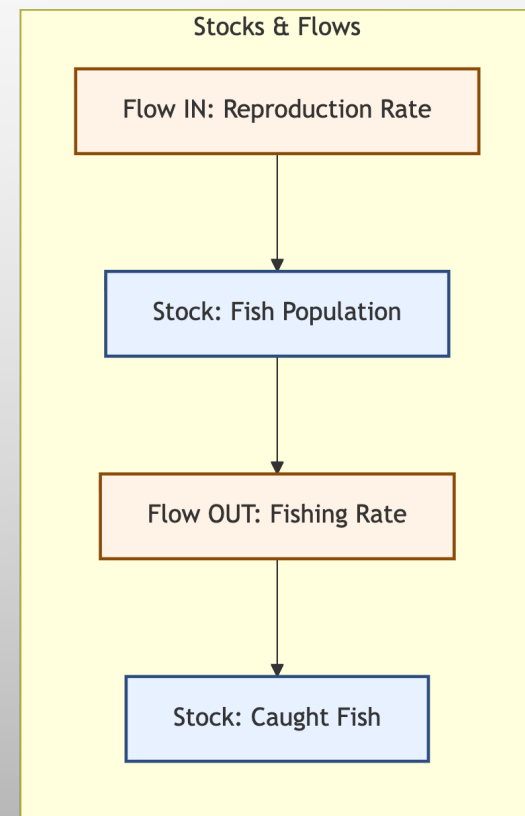 Stocks & Flows
Flow IN: Reproduction Rate
Stock: Fish Population
Flow OUT: Fishing Rate
Stock: Caught Fish